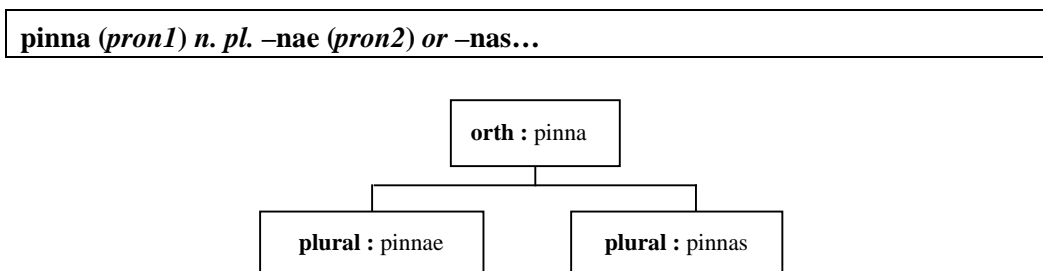 pinna (pron1) n. pl. –nae (pron2) or –nas…
orth : pinna
plural : pinnae
plural : pinnas